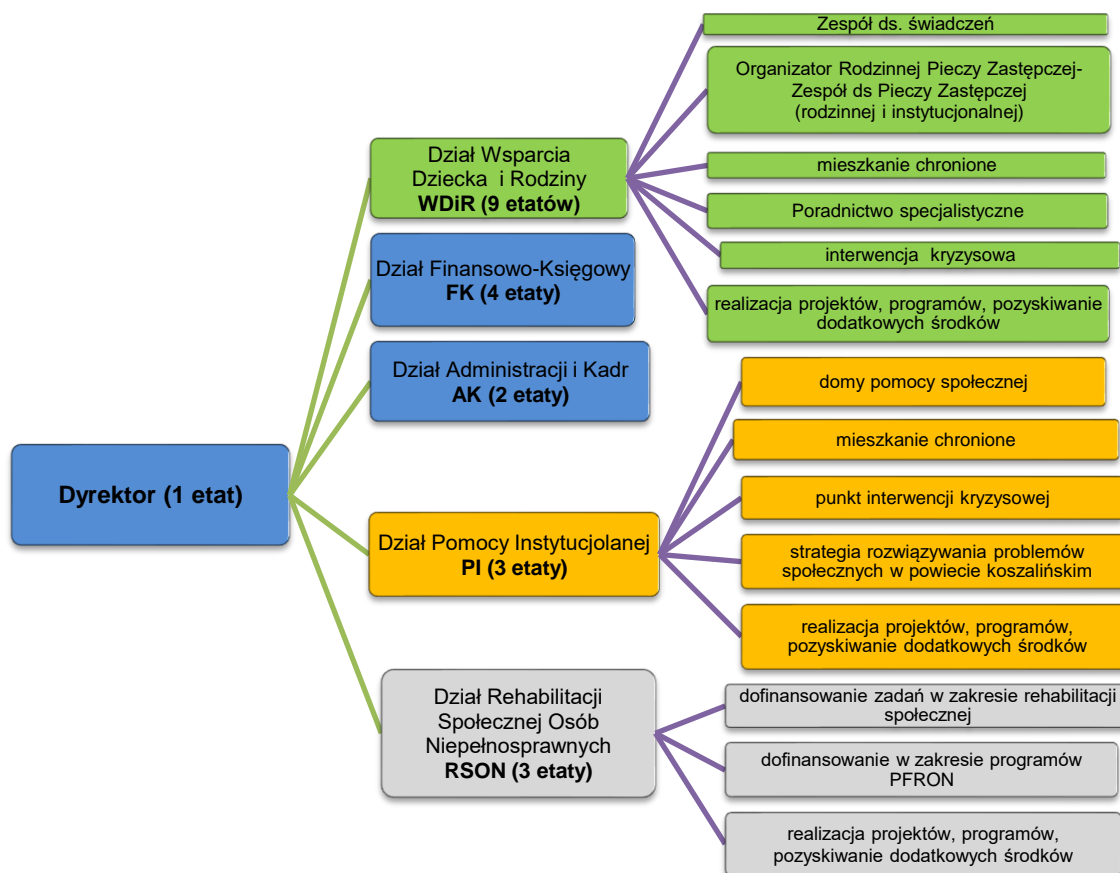 Dyrektor (1 etat)
Dział Wsparcia
Dziecka i Rodziny
WDiR (9 etatów)
Zespół ds. świadczeń
Organizator Rodzinnej Pieczy Zastępczej-
Zespół ds Pieczy Zastępczej
(rodzinnej i instytucjonalnej)
mieszkanie chronione
Poradnictwo specjalistyczne
interwencja kryzysowa
realizacja projektów, programów, pozyskiwanie
dodatkowych środków
Dział Finansowo-Księgowy
FK (4 etaty)
Dział Administracji i Kadr
AK (2 etaty)
Dział Pomocy Instytucjolanej
PI (3 etaty)
domy pomocy społecznej
mieszkanie chronione
punkt interwencji kryzysowej
strategia rozwiązywania problemów
społecznych w powiecie koszalińskim
realizacja projektów, programów,
pozyskiwanie dodatkowych środków
Dział Rehabilitacji
Społecznej Osób
Niepełnosprawnych
RSON (3 etaty)
dofinansowanie zadań w zakresie rehabilitacji
społecznej
dofinansowanie w zakresie programów
PFRON
realizacja projektów, programów,
pozyskiwanie dodatkowych środków